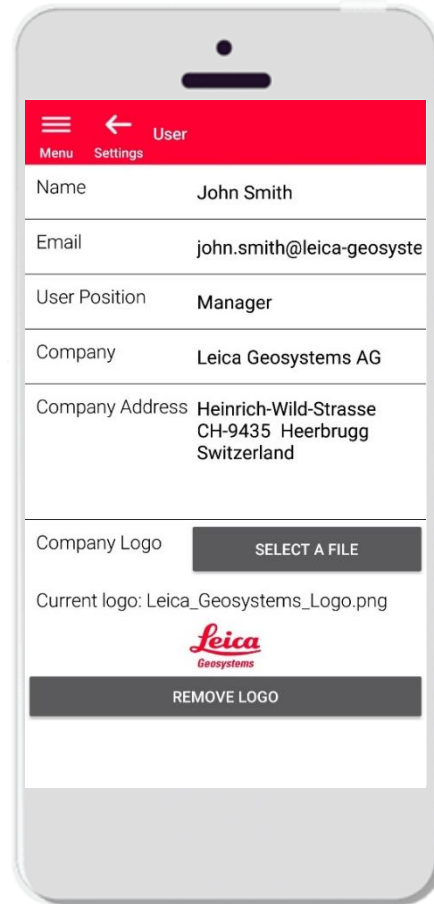 User
Menu Settings
Name John Smith
Email john.smith@leica-geosyste
User Position Manager
Company Leica Geosystems AG
Company Address Heinrich-Wild-Strasse
CH-9435 Heerbrugg
Switzerland
Company Logo SELECT A FILE
Current logo: Leica_Geosystems_Logo.png
Leica
Geosystems
REMOVE LOGO